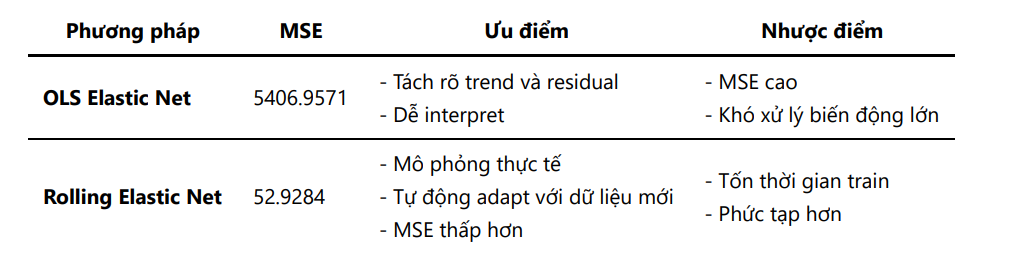 Phương pháp MSE Ưu điểm Nhược điểm
OLS Elastic Net 5406.9571 - Tách rõ trend và residual - MSE cao
- Dễ interpret - Khó xử lý biến động lớn
Rolling Elastic Net 52.9284 - Mô phỏng thực tế - Tốn thời gian train
- Tự động adapt với dữ liệu mới - Phức tạp hơn
- MSE thấp hơn